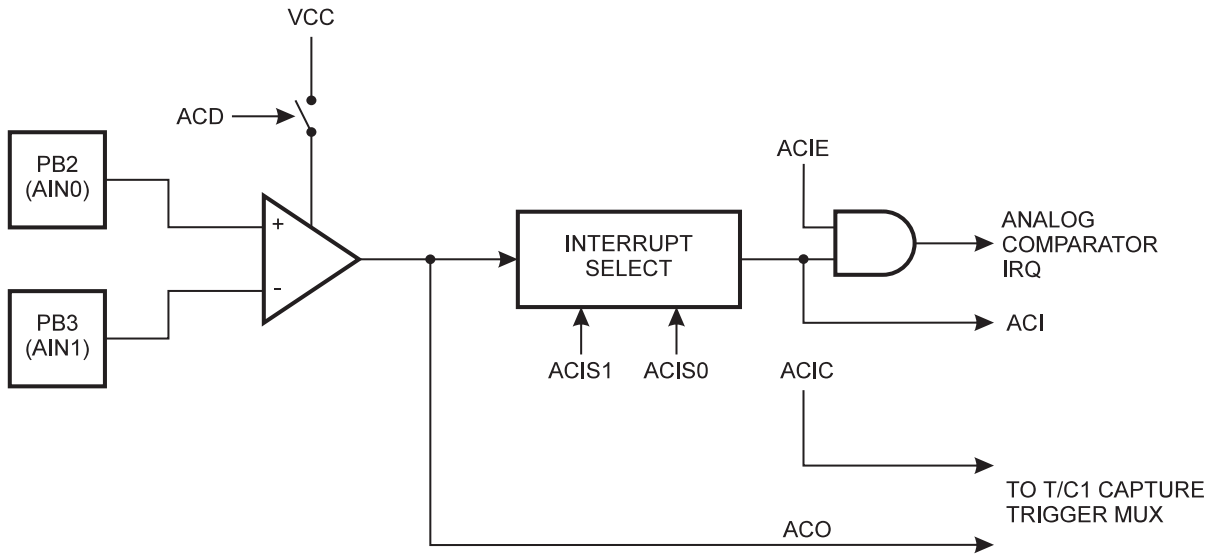 VCC
ACD
PB2
(AIN0)
+
-
PB3
(AIN1)
INTERRUPT
SELECT
ACIS1
ACIS0
ACIE
ANALOG
COMPARATOR
IRQ
ACI
ACIC
TO T/C1 CAPTURE
TRIGGER MUX
ACO